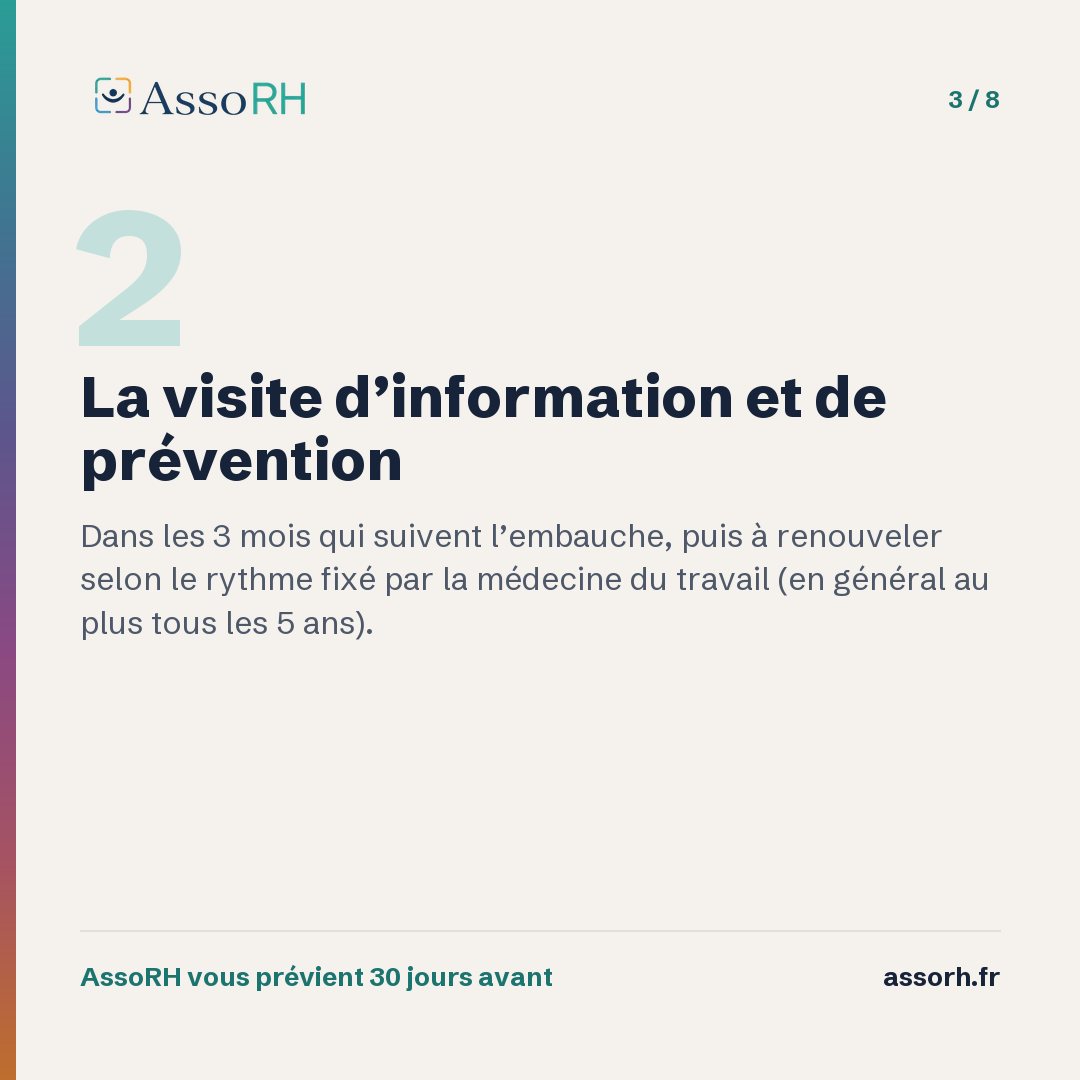 AssoRH
3 / 8
2
La visite d’information et de
prévention
Dans les 3 mois qui suivent l’embauche, puis à renouveler
selon le rythme fixé par la médecine du travail (en général au
plus tous les 5 ans).
AssoRH vous prévient 30 jours avant
assorh.fr